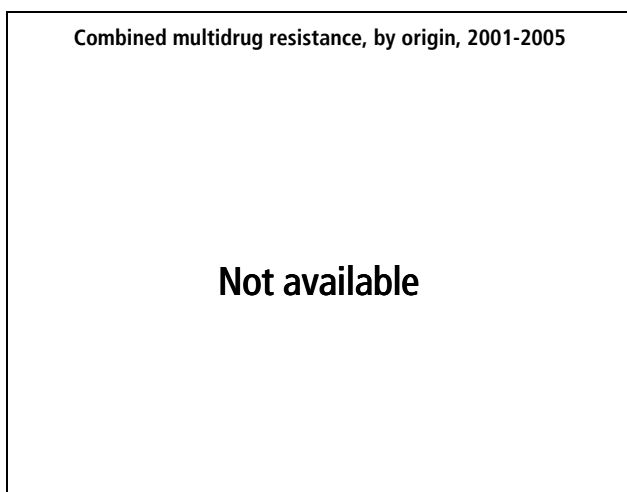 Combined multidrug resistance, by origin, 2001-2005
Not available